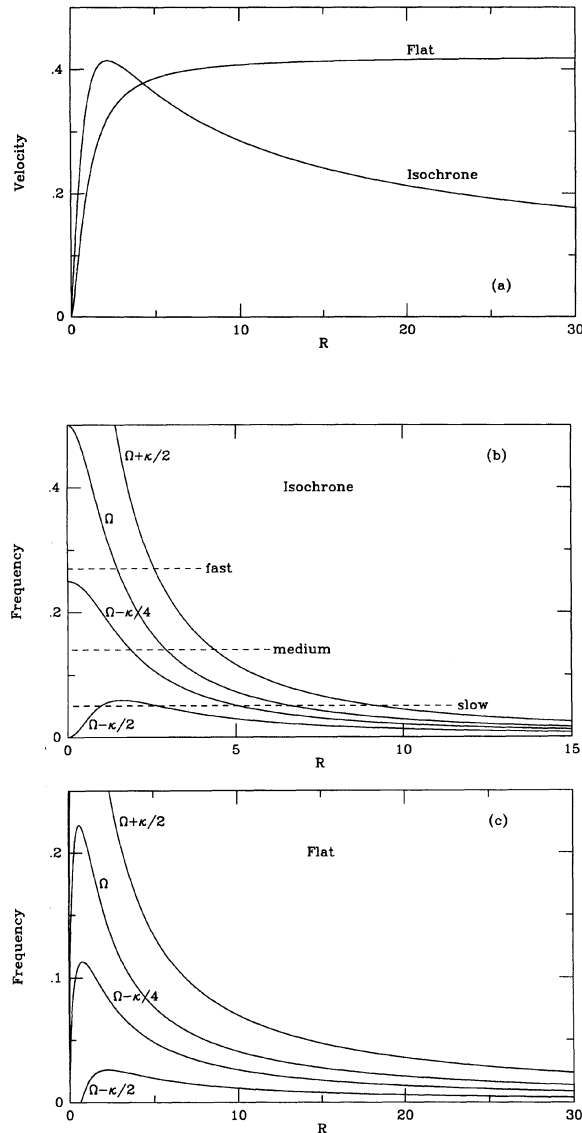 .4
.2
0
Velocity
Flat
Isochrone
(a)
0
10
20
30
R
.4
.2
0
Frequency
Ω+κ/2
(b)
Isochrone
Ω
fast
Ω−κ/4
medium
slow
Ω−κ/2
0
5
10
15
R
.2
.1
0
Frequency
Ω+κ/2
(c)
Flat
Ω
Ω−κ/4
Ω−κ/2
0
10
20
30
R